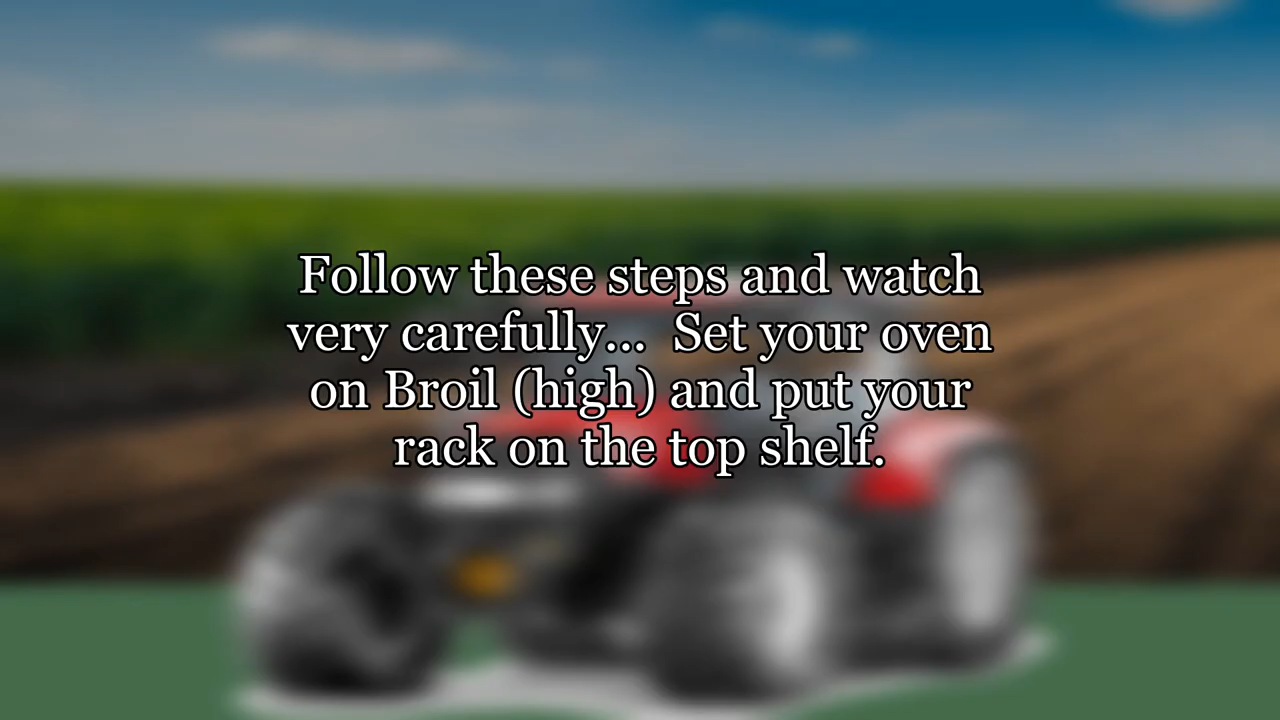 Follow these steps and watch
very carefully...  Set your oven
on Broil (high) and put your
rack on the top shelf.